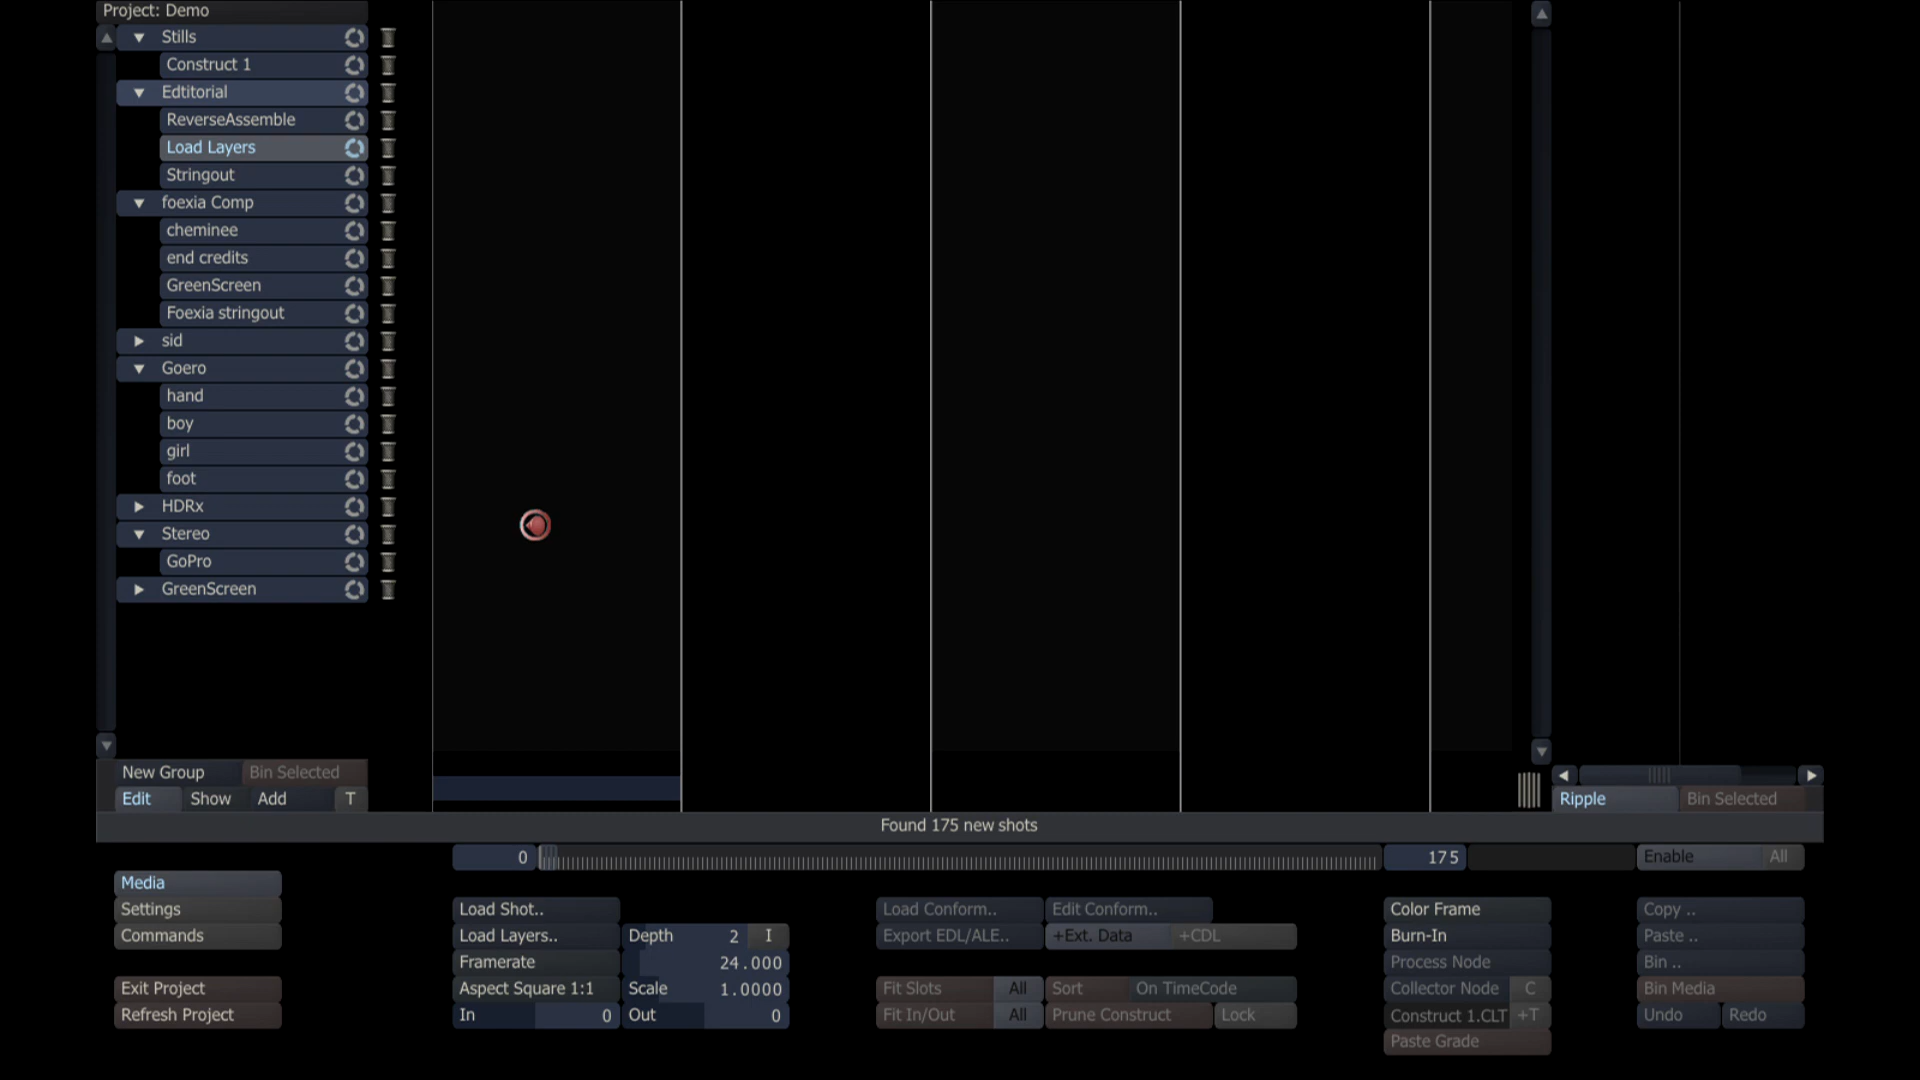 Project: Demo
Stills
Construct 1
Edtitorial
ReverseAssemble
Load Layers
Stringout
foexia Comp
cheminee
end credits
GreenScreen
Foexia stringout
sid
Goero
hand
boy
girl
foot
HDRx
Stereo
GoPro
GreenScreen
New Group Bin Selected
Edit Show Add T
Ripple Bin Selected
Found 175 new shots
0 175 Enable All
Media
Settings
Commands
Exit Project
Refresh Project
Load Shot..
Load Layers.. Depth 2 I
Framerate 24.000
Aspect Square 1:1 Scale 1.0000
In 0 Out 0
Load Conform.. Edit Conform..
Export EDL/ALE.. +Ext. Data +CDL
Fit Slots All Sort On TimeCode
Fit In/Out All Prune Construct Lock
Color Frame
Burn-In
Process Node
Collector Node C
Construct 1.CLT +T
Paste Grade
Copy ..
Paste ..
Bin ..
Bin Media
Undo Redo